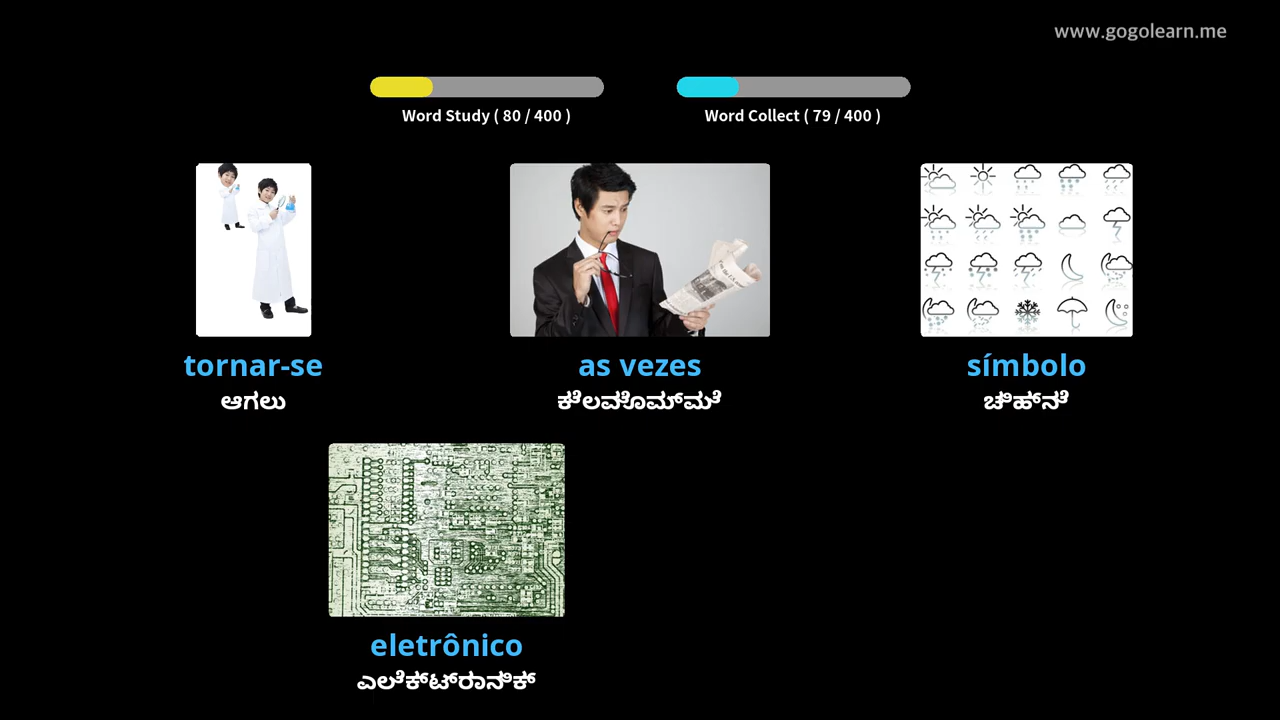 www.gogolearn.me
Word Study ( 80 / 400 )
Word Collect ( 79 / 400 )
tornar-se
ಆಗಲು
as vezes
ಕೆಲವೊಮ್ಮೆ
símbolo
ಚಿಹ್ನೆ
eletrônico
ಎಲೆಕ್ಟ್ರಾನಿಕ್